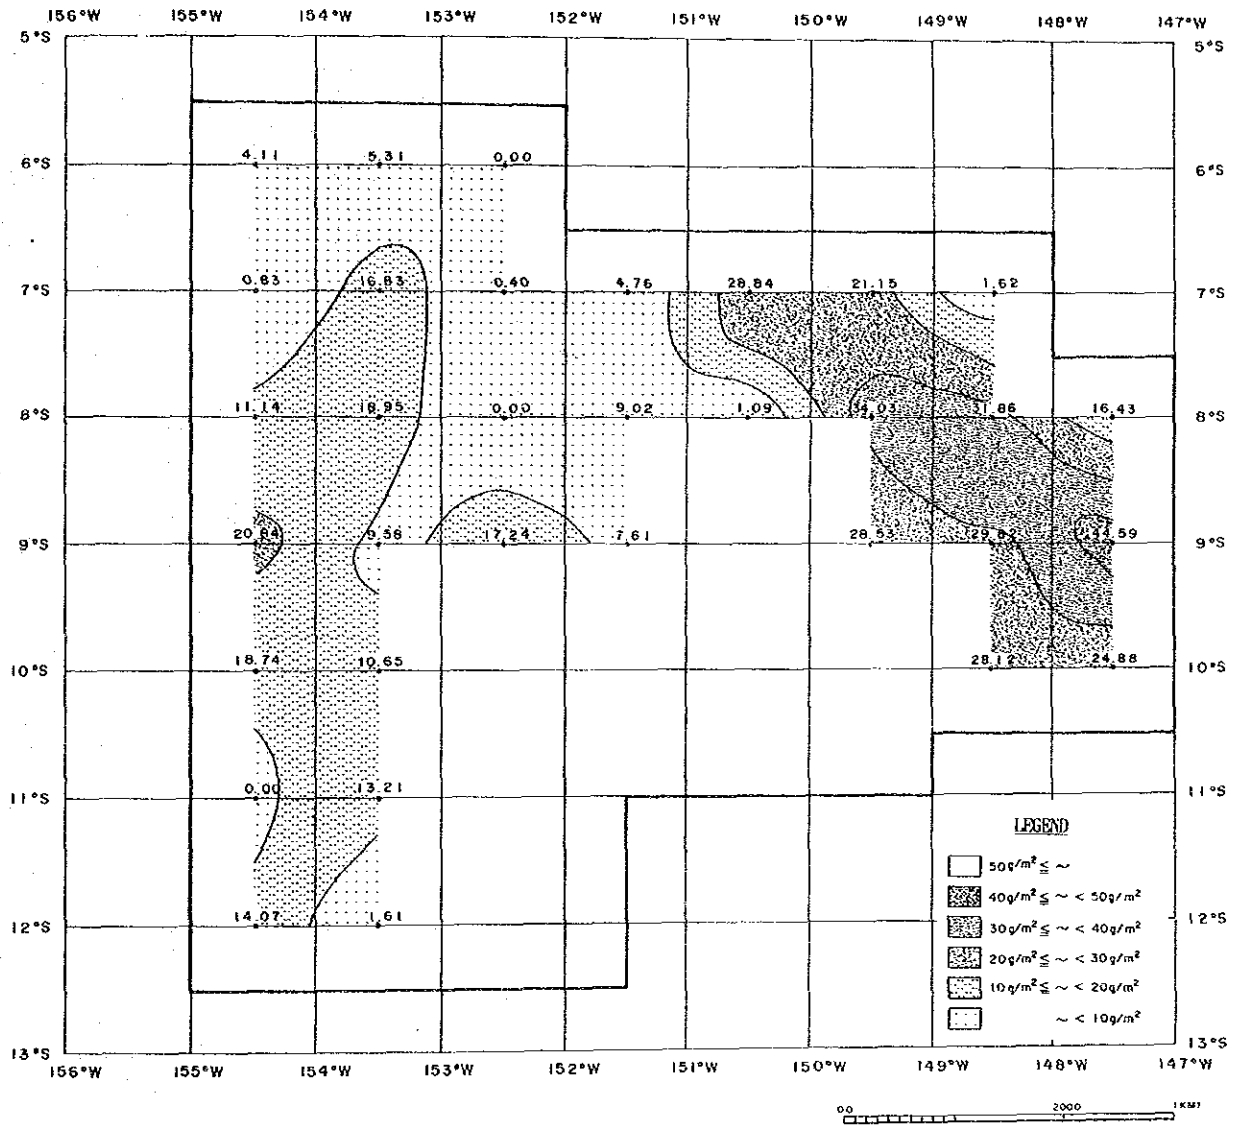 156°W 155°W 154°W 153°W 152°W 151°W 150°W 149°W 148°W 147°W
5°S 5°S
4.11 5.31 0.00
6°S 6°S
0.83 16.83 0.40 4.76 28.84 21.15 1.62
7°S 7°S
11.14 18.95 0.00 9.02 1.09 34.03 31.86 16.43
8°S 8°S
20.84 9.58 17.24 7.61 28.53 44.59
9°S 9°S
18.74 10.65 28.12 24.88
10°S 10°S
0.00 13.21
11°S 11°S
LEGEND
50g/m² ≦ ~
40g/m² ≦ ~ < 50g/m²
14.07 1.61
12°S 12°S
30g/m² ≦ ~ < 40g/m²
20g/m² ≦ ~ < 30g/m²
10g/m² ≦ ~ < 20g/m²
~ < 10g/m²
13°S 13°S
156°W 155°W 154°W 153°W 152°W 151°W 150°W 149°W 148°W 147°W
00 2000